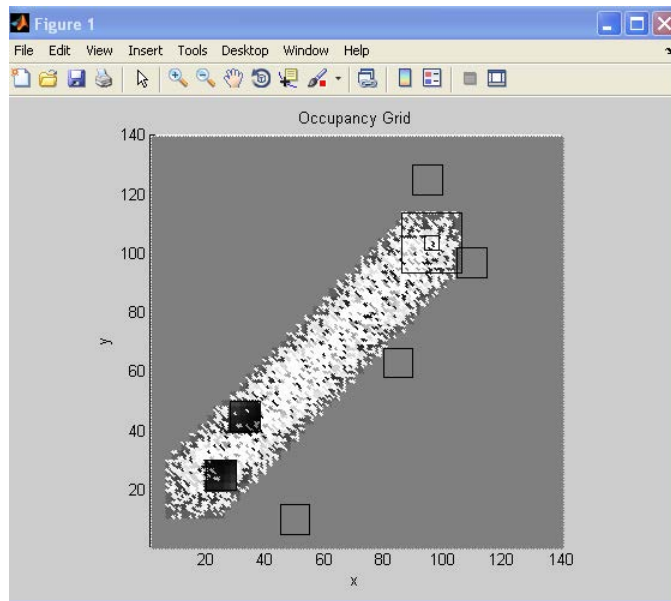 Figure 1
File Edit View Insert Tools Desktop Window Help
Occupancy Grid
140
120
100
80
60
40
20
y
20 40 60 80 100 120 140
x